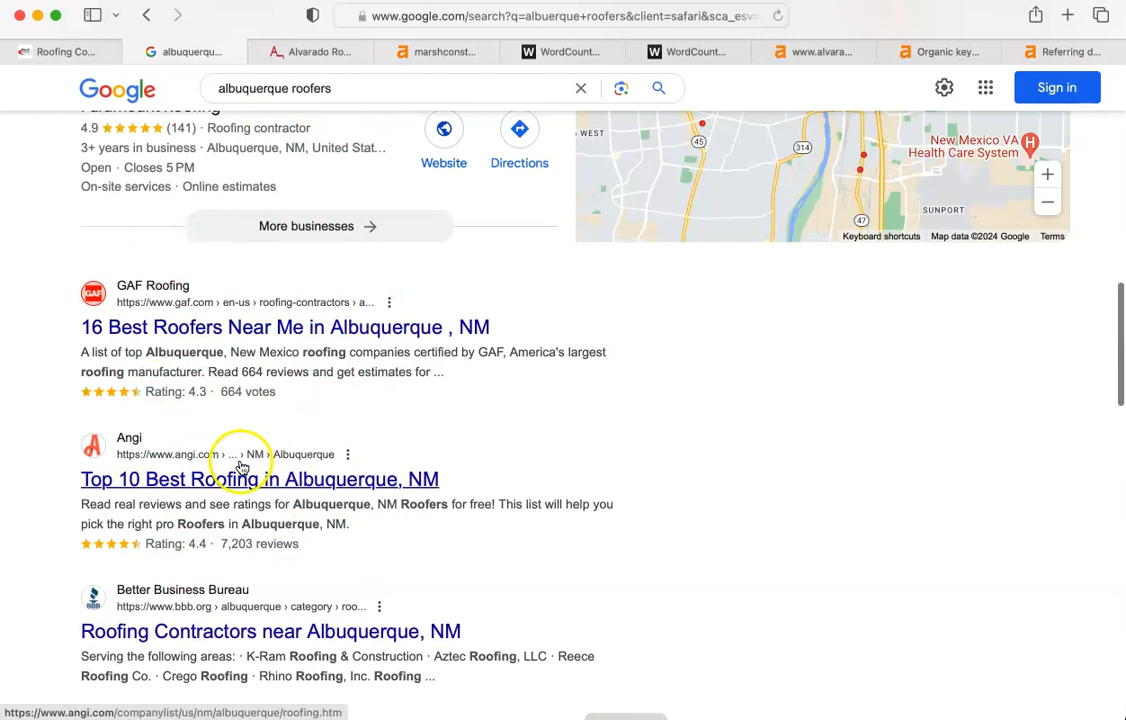 www.google.com/search?q=albuerque+roofers&client=safari&sca_esv=
Roofing Co...
albuquerqu...
Alvarado Ro...
marshconst...
WordCount...
WordCount...
www.alvara...
Organic key...
Referring d...
Google
albuquerque roofers
Sign in
Paramount Roofing
4.9 (141) · Roofing contractor
3+ years in business · Albuquerque, NM, United Stat...
Open · Closes 5 PM
On-site services · Online estimates
Website
Directions
More businesses
WEST
45
314
47
New Mexico VA
Health Care System
SUNPORT
Keyboard shortcuts
Map data ©2024 Google
Terms
GAF Roofing
https://www.gaf.com › en-us › roofing-contractors › a...
16 Best Roofers Near Me in Albuquerque , NM
A list of top Albuquerque, New Mexico roofing companies certified by GAF, America's largest
roofing manufacturer. Read 664 reviews and get estimates for ...
Rating: 4.3 · 664 votes
Angi
https://www.angi.com › ... › NM › Albuquerque
Top 10 Best Roofing in Albuquerque, NM
Read real reviews and see ratings for Albuquerque, NM Roofers for free! This list will help you
pick the right pro Roofers in Albuquerque, NM.
Rating: 4.4 · 7,203 reviews
Better Business Bureau
https://www.bbb.org › albuquerque › category › roo...
Roofing Contractors near Albuquerque, NM
Serving the following areas: · K-Ram Roofing & Construction · Aztec Roofing, LLC · Reece
Roofing Co. · Crego Roofing · Rhino Roofing, Inc. Roofing ...
https://www.angi.com/companylist/us/nm/albuquerque/roofing.htm